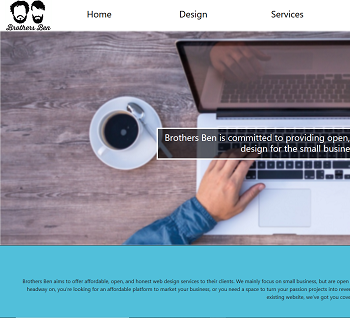 Brothers Ben
Home
Design
Services
Brothers Ben is committed to providing open,
design for the small busine
Brothers Ben aims to offer affordable, open, and honest web design services to their clients. We mainly focus on small business, but are open
headway on, you're looking for an affordable platform to market your business, or you need a space to turn your passion projects into
existing website, we've got you